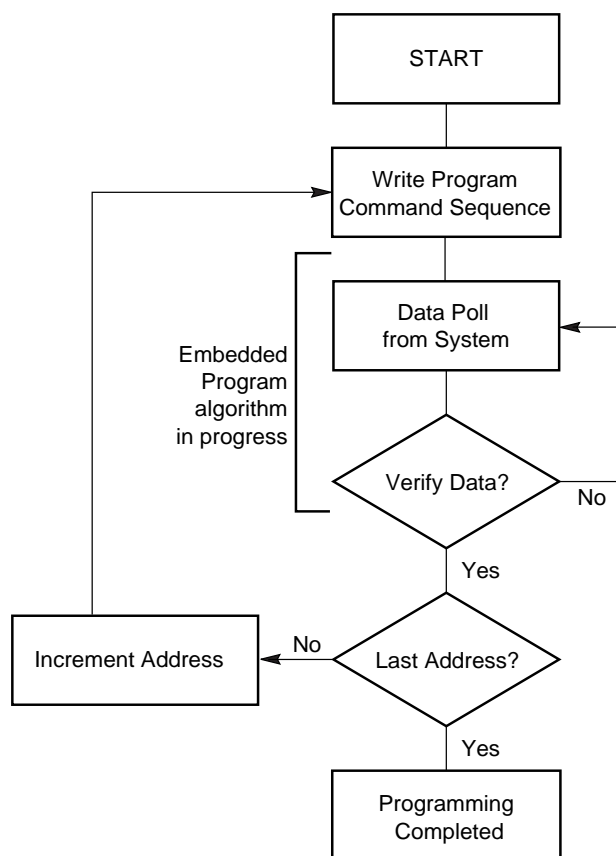 START
Write Program
Command Sequence
Data Poll
from System
Embedded
Program
algorithm
in progress
Verify Data?
No
Yes
Increment Address
No
Last Address?
Yes
Programming
Completed